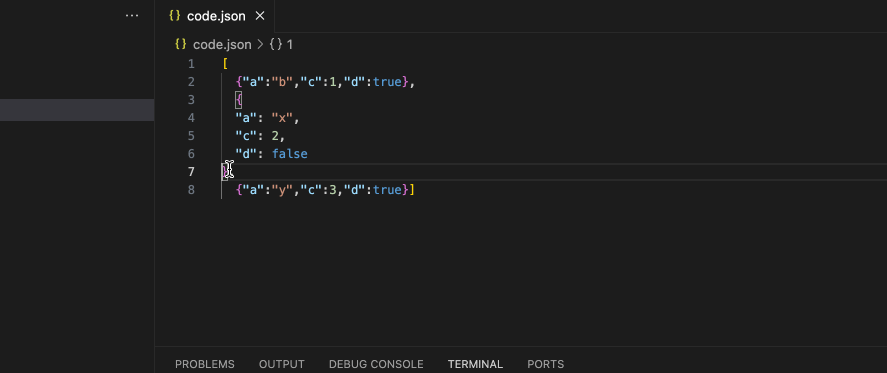 ...
{} code.json ×
{} code.json > {} 1
1 [
2 {"a":"b","c":1,"d":true},
3 {
4 "a": "x",
5 "c": 2,
6 "d": false
7 }
8 {"a":"y","c":3,"d":true}]
PROBLEMS OUTPUT DEBUG CONSOLE TERMINAL PORTS